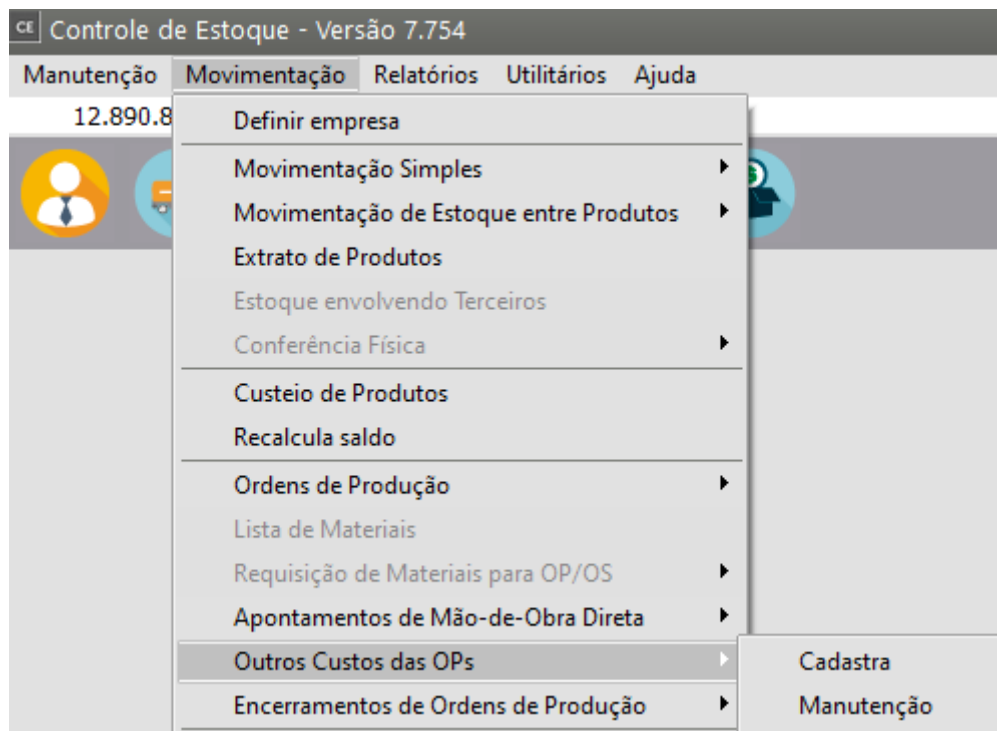 CE Controle de Estoque - Versão 7.754
Manutenção Movimentação Relatórios Utilitários Ajuda
12.890.8
Definir empresa
Movimentação Simples
Movimentação de Estoque entre Produtos
Extrato de Produtos
Estoque envolvendo Terceiros
Conferência Física
Custeio de Produtos
Recalcula saldo
Ordens de Produção
Lista de Materiais
Requisição de Materiais para OP/OS
Apontamentos de Mão-de-Obra Direta
Outros Custos das OPs Cadastra
Encerramentos de Ordens de Produção Manutenção